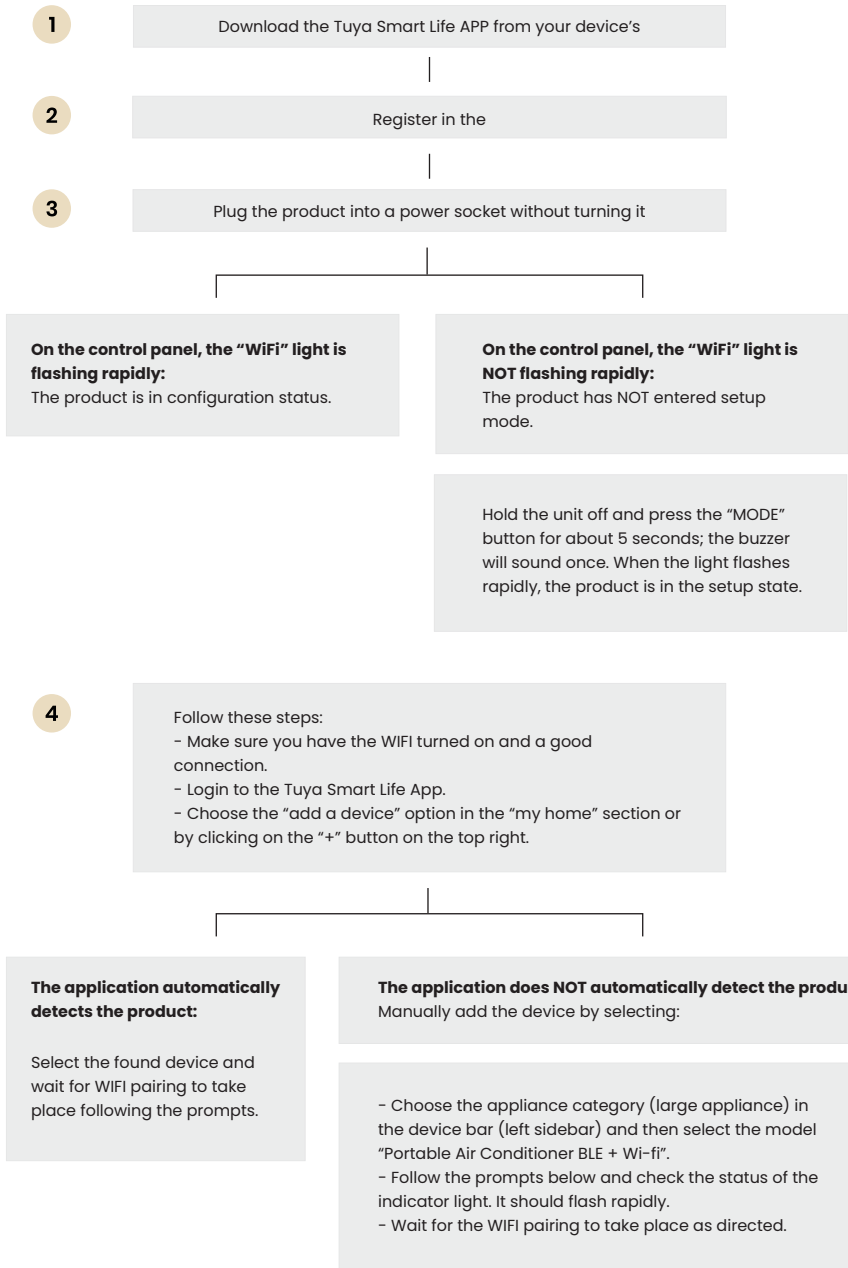 1
Download the Tuya Smart Life APP from your device's
2
Register in the
3
Plug the product into a power socket without turning it
On the control panel, the “WiFi” light is
flashing rapidly:
The product is in configuration status.
On the control panel, the “WiFi” light is
NOT flashing rapidly:
The product has NOT entered setup
mode.
Hold the unit off and press the “MODE”
button for about 5 seconds; the buzzer
will sound once. When the light flashes
rapidly, the product is in the setup state.
4
Follow these steps:
- Make sure you have the WIFI turned on and a good
connection.
- Login to the Tuya Smart Life App.
- Choose the “add a device” option in the “my home” section or
by clicking on the “+” button on the top right.
The application automatically
detects the product:
Select the found device and
wait for WIFI pairing to take
place following the prompts.
The application does NOT automatically detect the produ
Manually add the device by selecting:
- Choose the appliance category (large appliance) in
the device bar (left sidebar) and then select the model
“Portable Air Conditioner BLE + Wi-fi”.
- Follow the prompts below and check the status of the
indicator light. It should flash rapidly.
- Wait for the WIFI pairing to take place as directed.